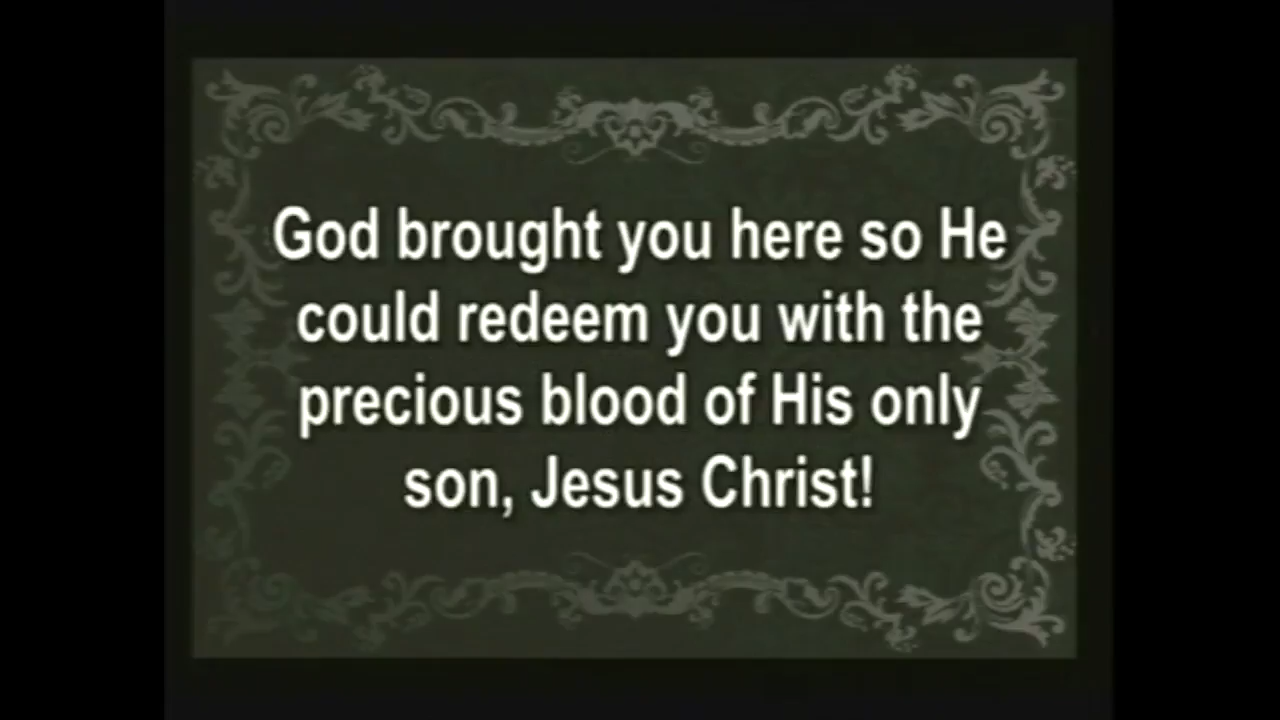 God brought you here so He
could redeem you with the
precious blood of His only
son, Jesus Christ!